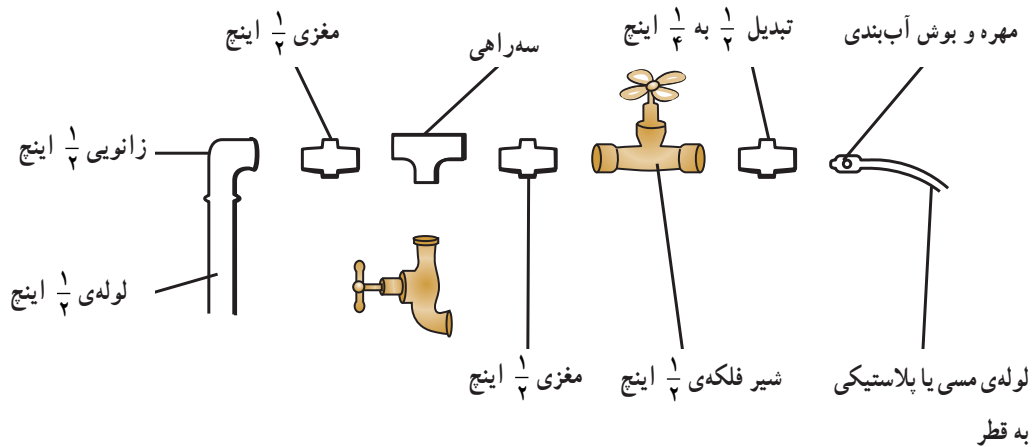 مهره و بوش آب‌بندی
تبدیل ۱/۲ به ۱/۴ اینچ
سه‌راهی
مغزی ۱/۲ اینچ
زانویی ۱/۲ اینچ
لوله‌ی ۱/۲ اینچ
لوله‌ی مسی یا پلاستیکی
به قطر
شیر فلکه‌ی ۱/۲ اینچ
مغزی ۱/۲ اینچ